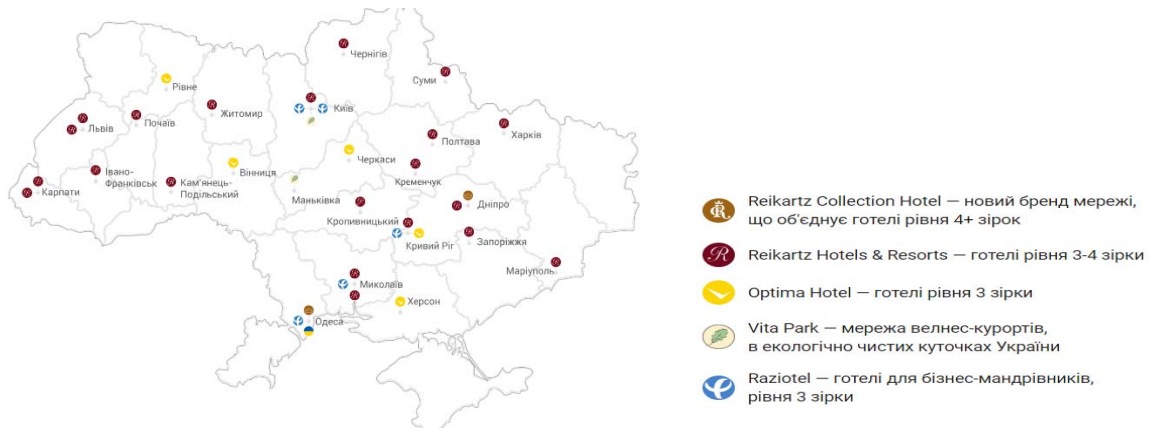 Чернігів
Суми
Рівне
Київ
Житомир
Львів
Почаїв
Полтава
Харків
Черкаси
Вінниця
Івано-
Франківськ
Кам'янець-
Подільський
Карпати
Кременчук
Маньківка
Дніпро
Кропивницький
Кривий Ріг
Запоріжжя
Маріуполь
Миколаїв
Херсон
Одеса
Reikartz Collection Hotel — новий бренд мережі,
що об'єднує готелі рівня 4+ зірок
Reikartz Hotels & Resorts — готелі рівня 3-4 зірки
Optima Hotel — готелі рівня 3 зірки
Vita Park — мережа велнес-курортів,
в екологічно чистих куточках України
Raziotel — готелі для бізнес-мандрівників,
рівня 3 зірки